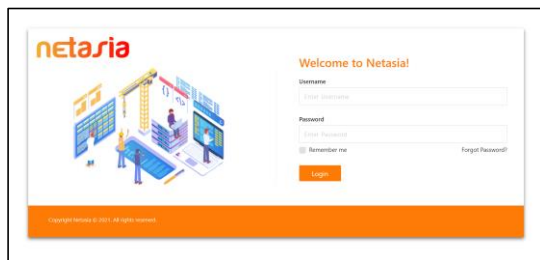 netasia
Welcome to Netasia!
Username
Enter Username
Password
Enter Password
Remember me
Forgot Password?
Login
Copyright Netasia © 2021. All rights reserved.